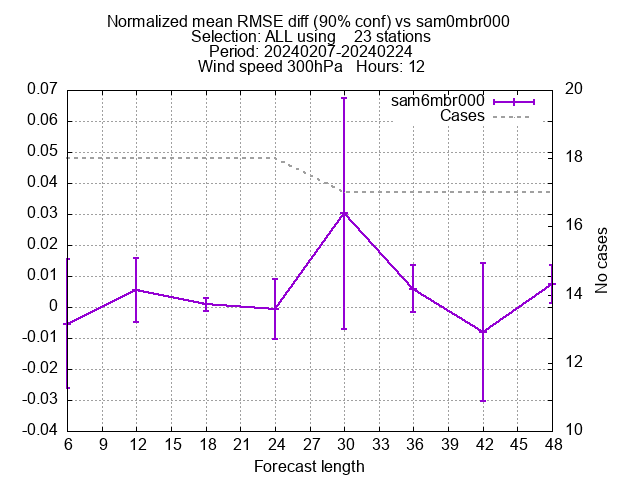 Normalized mean RMSE diff (90% conf) vs sam0mbr000
Selection: ALL using    23 stations
Period: 20240207-20240224
Wind speed 300hPa   Hours: 12
sam6mbr000
Cases
0.07
0.06
0.05
0.04
0.03
0.02
0.01
0
-0.01
-0.02
-0.03
-0.04
20
18
16
14
12
10
No cases
6 9 12 15 18 21 24 27 30 33 36 39 42 45 48
Forecast length